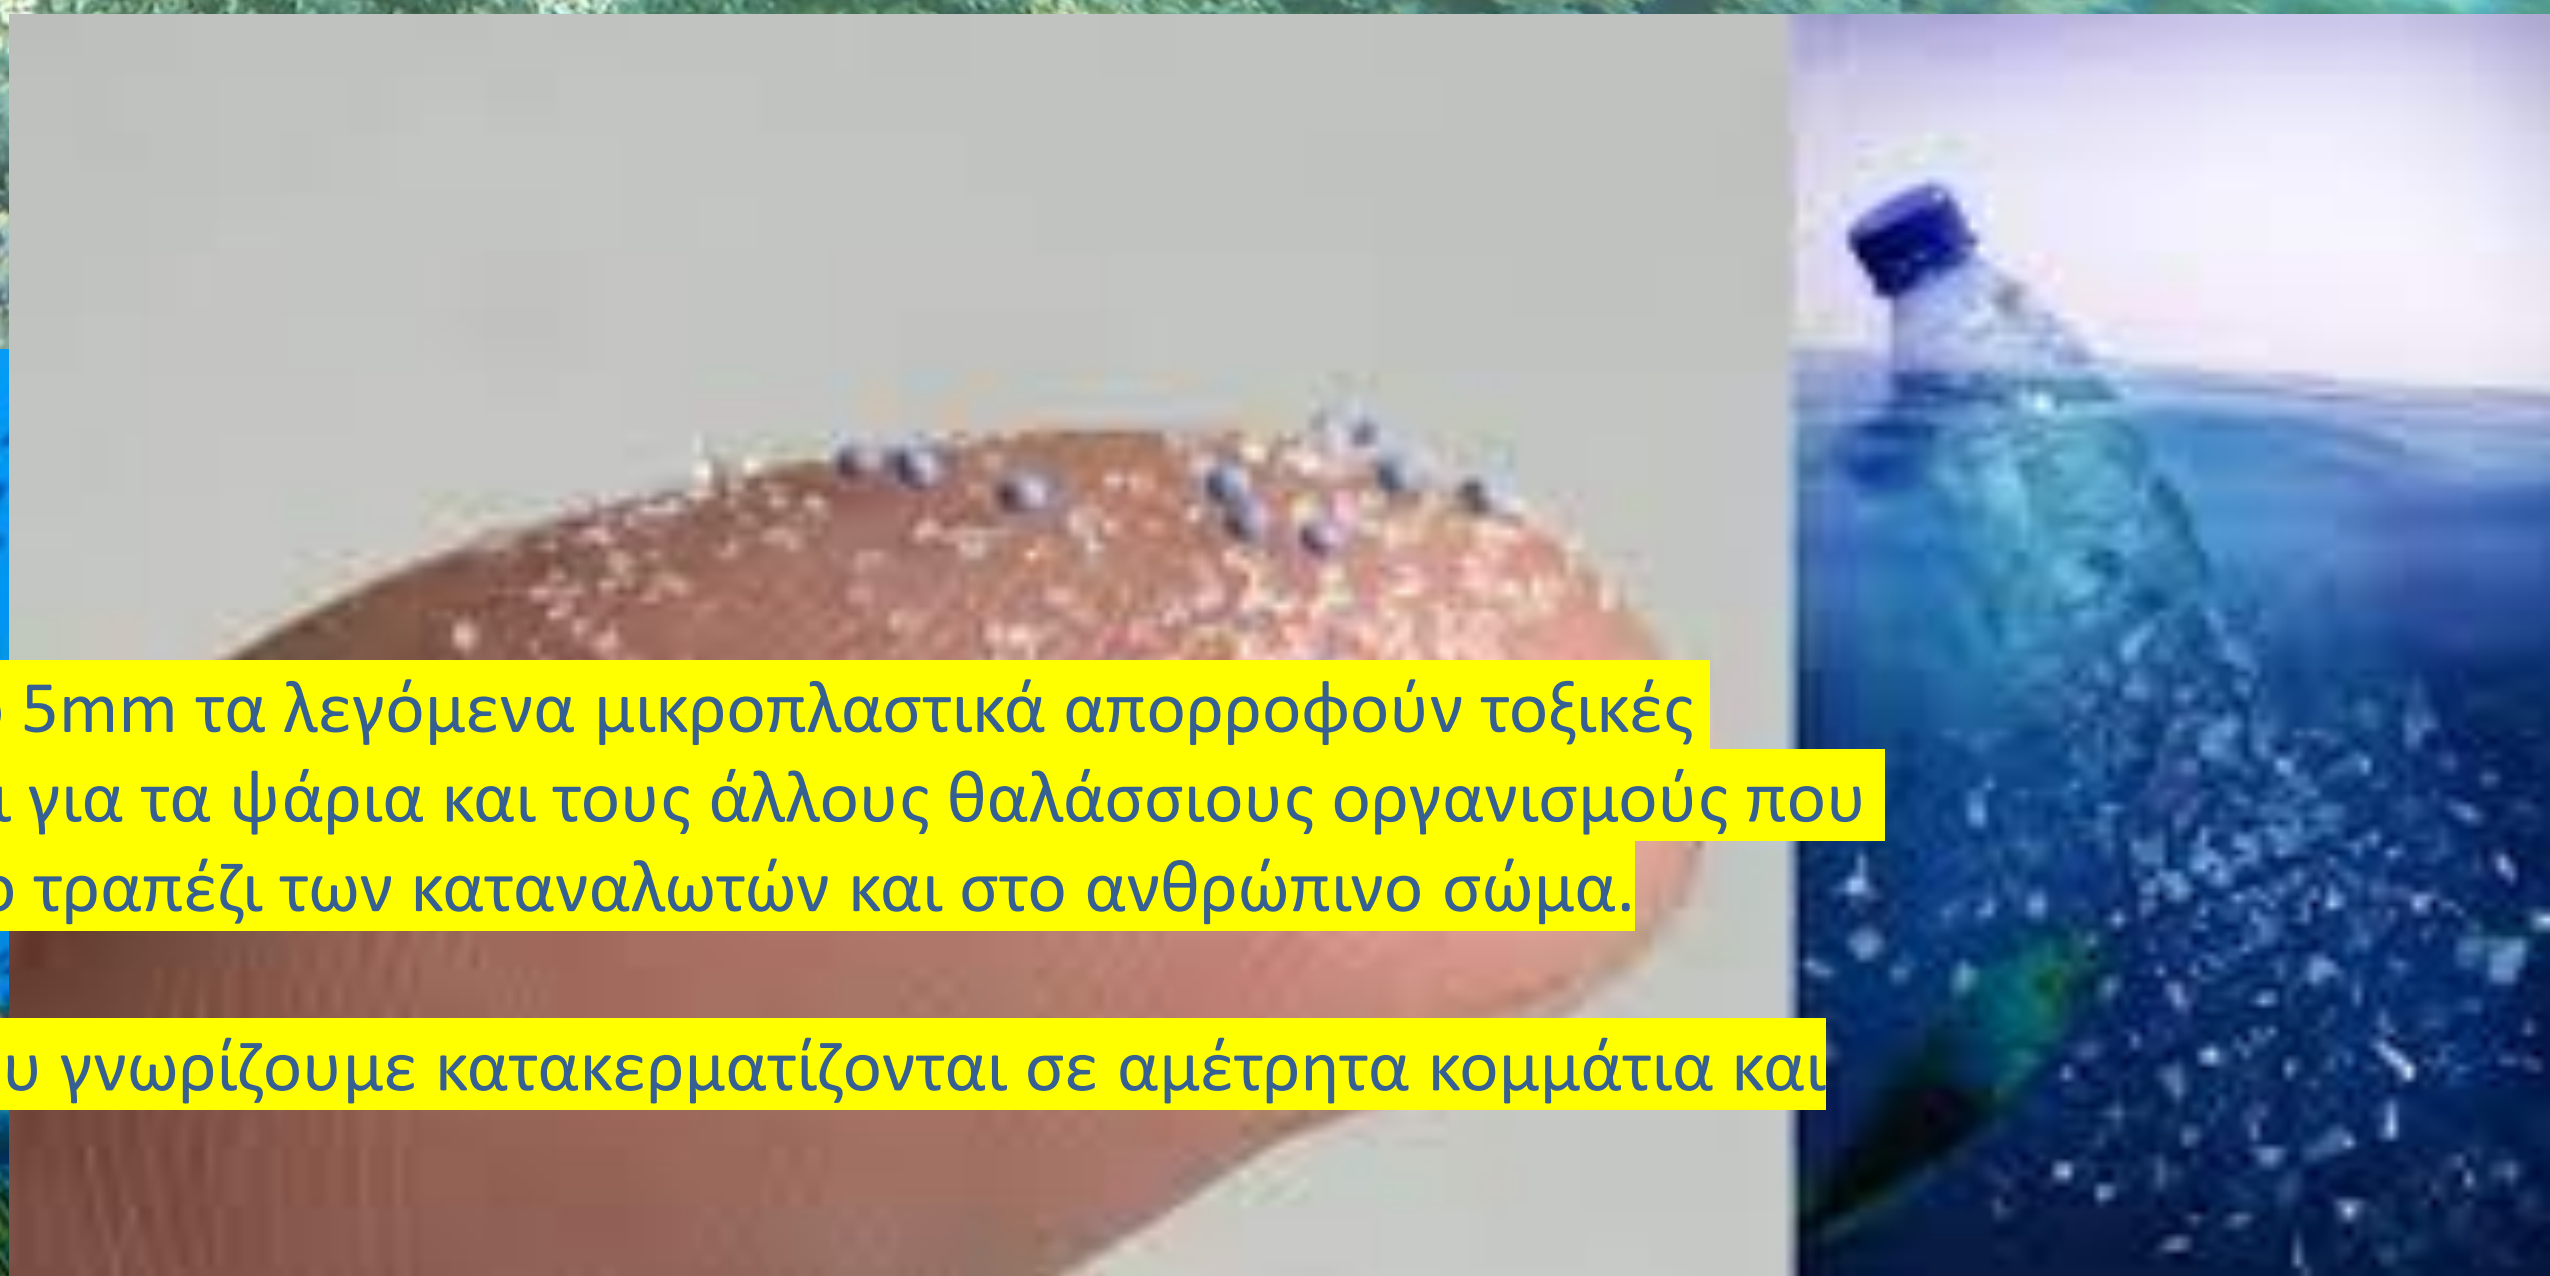 5mm τα λεγόμενα μικροπλαστικά απορροφούν τοξικές
για τα ψάρια και τους άλλους θαλάσσιους οργανισμούς που
τραπέζι των καταναλωτών και στο ανθρώπινο σώμα.
γνωρίζουμε κατακερματίζονται σε αμέτρητα κομμάτια και